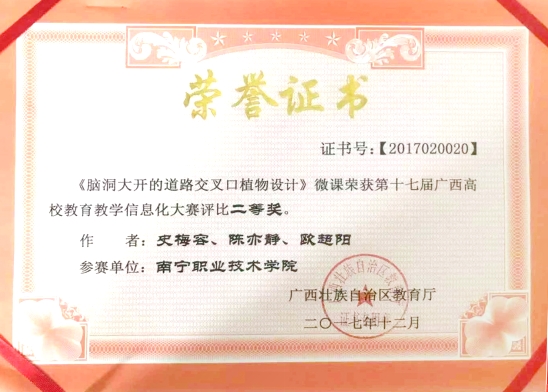 荣誉证书
证书号：【2017020020】
《脑洞大开的道路交叉口植物设计》微课荣获第十七届广西高
校教育教学信息化大赛评比二等奖。
作　者：史梅容、陈亦静、欧超阳
参赛单位：南宁职业技术学院
广西壮族自治区教育厅
二〇一七年十二月